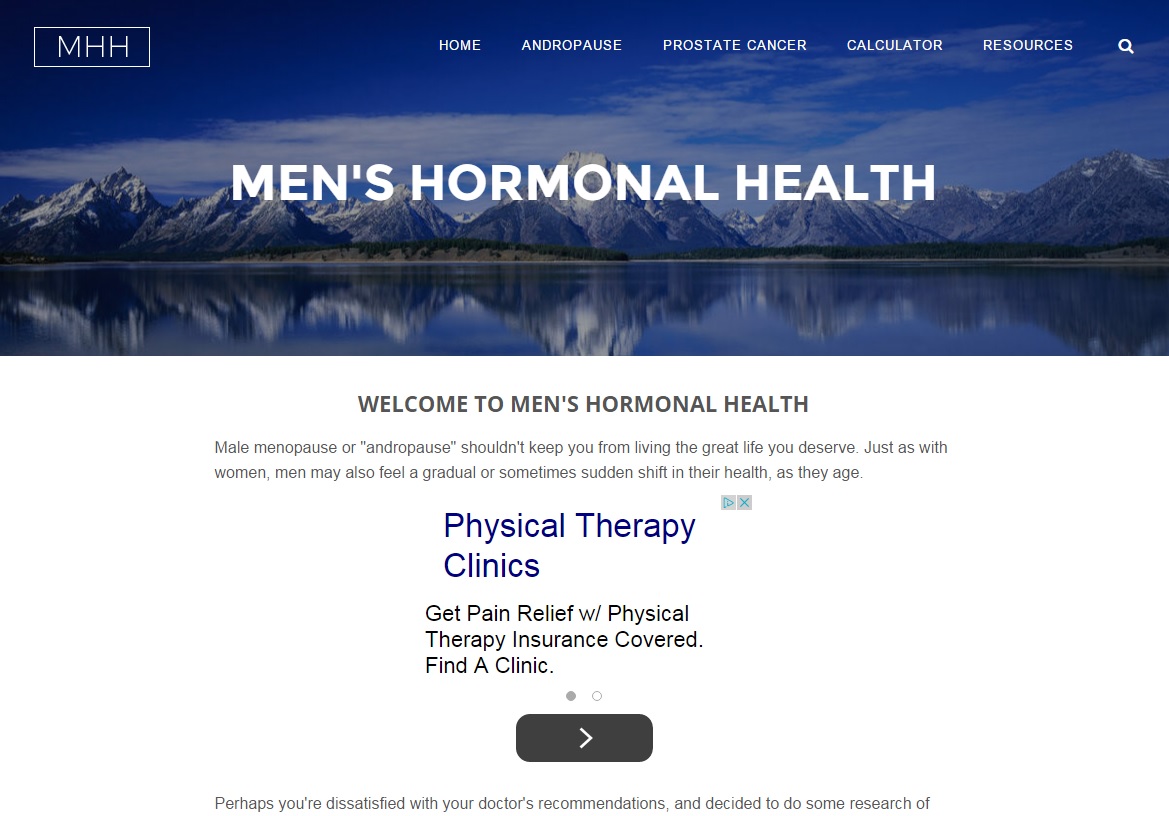 MHH
HOME ANDROPAUSE PROSTATE CANCER CALCULATOR RESOURCES
MEN'S HORMONAL HEALTH
WELCOME TO MEN'S HORMONAL HEALTH
Male menopause or "andropause" shouldn't keep you from living the great life you deserve. Just as with
women, men may also feel a gradual or sometimes sudden shift in their health, as they age.
Physical Therapy
Clinics
Get Pain Relief w/ Physical
Therapy Insurance Covered.
Find A Clinic.
Perhaps you're dissatisfied with your doctor's recommendations, and decided to do some research of